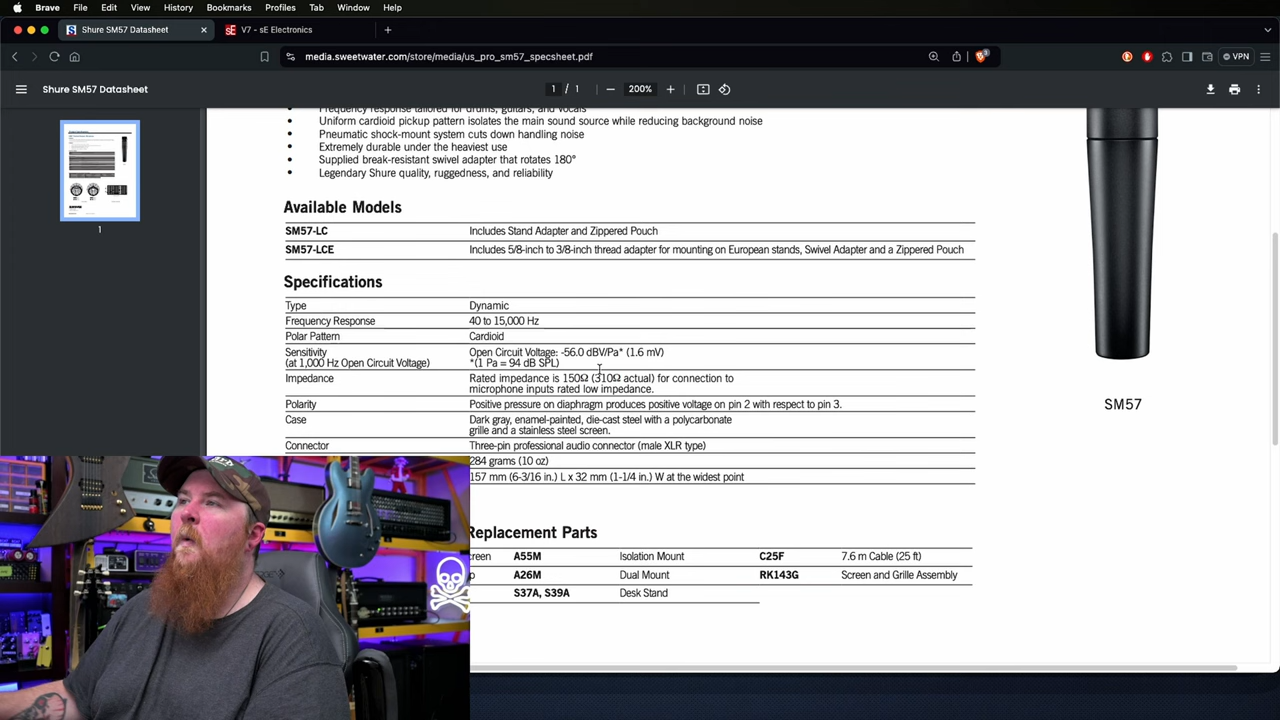 Brave File Edit View History Bookmarks Profiles Tab Window Help
Shure SM57 Datasheet
V7 - sE Electronics
media.sweetwater.com/store/media/us_pro_sm57_specsheet.pdf
VPN
Shure SM57 Datasheet
1 / 1
200%
Frequency response tailored for drums, guitars, and vocals
• Uniform cardioid pickup pattern isolates the main sound source while reducing background noise
• Pneumatic shock-mount system cuts down handling noise
• Extremely durable under the heaviest use
• Supplied break-resistant swivel adapter that rotates 180°
• Legendary Shure quality, ruggedness, and reliability
1
Available Models
SM57-LC Includes Stand Adapter and Zippered Pouch
SM57-LCE Includes 5/8-inch to 3/8-inch thread adapter for mounting on European stands, Swivel Adapter and a Zippered Pouch
Specifications
Type Dynamic
Frequency Response 40 to 15,000 Hz
Polar Pattern Cardioid
Sensitivity Open Circuit Voltage: -56.0 dBV/Pa* (1.6 mV)
(at 1,000 Hz Open Circuit Voltage) *(1 Pa = 94 dB SPL)
Impedance Rated impedance is 150Ω (310Ω actual) for connection to
microphone inputs rated low impedance.
Polarity Positive pressure on diaphragm produces positive voltage on pin 2 with respect to pin 3.
Case Dark gray, enamel-painted, die-cast steel with a polycarbonate
grille and a stainless steel screen.
Connector Three-pin professional audio connector (male XLR type)
284 grams (10 oz)
157 mm (6-3/16 in.) L x 32 mm (1-1/4 in.) W at the widest point
SM57
Replacement Parts
creen A55M Isolation Mount C25F 7.6 m Cable (25 ft)
p A26M Dual Mount RK143G Screen and Grille Assembly
S37A, S39A Desk Stand